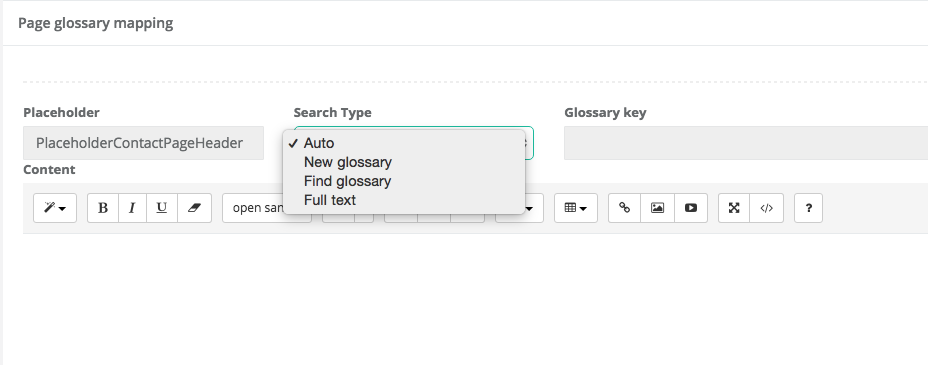 Page glossary mapping
Placeholder Search Type Glossary key
PlaceholderContactPageHeader
✓ Auto
New glossary
Find glossary
Full text
Content
B I U open san </> ?